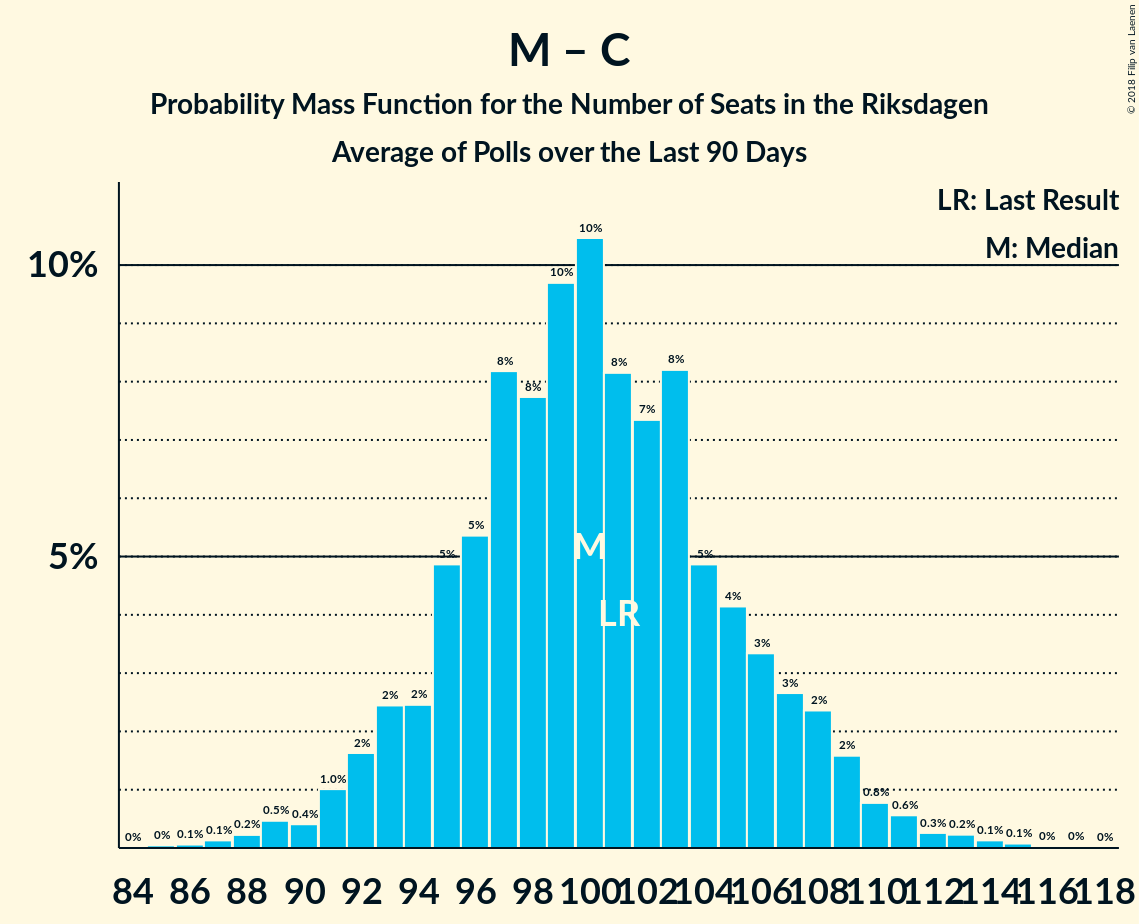 M – C
Probability Mass Function for the Number of Seats in the Riksdagen
Average of Polls over the Last 90 Days
© 2018 Filip van Laenen
LR: Last Result
M: Median
10%
5%
0% 0% 0.1% 0.1% 0.2% 0.5% 0.4% 1.0% 2% 2% 2% 5% 5% 8% 8% 10% 10% 8% 7% 8% 5% 4% 3% 3% 2% 2% 0.8% 0.6% 0.3% 0.2% 0.1% 0.1% 0% 0% 0%
M
LR
84 86 88 90 92 94 96 98 100 102 104 106 108 110 112 114 116 118